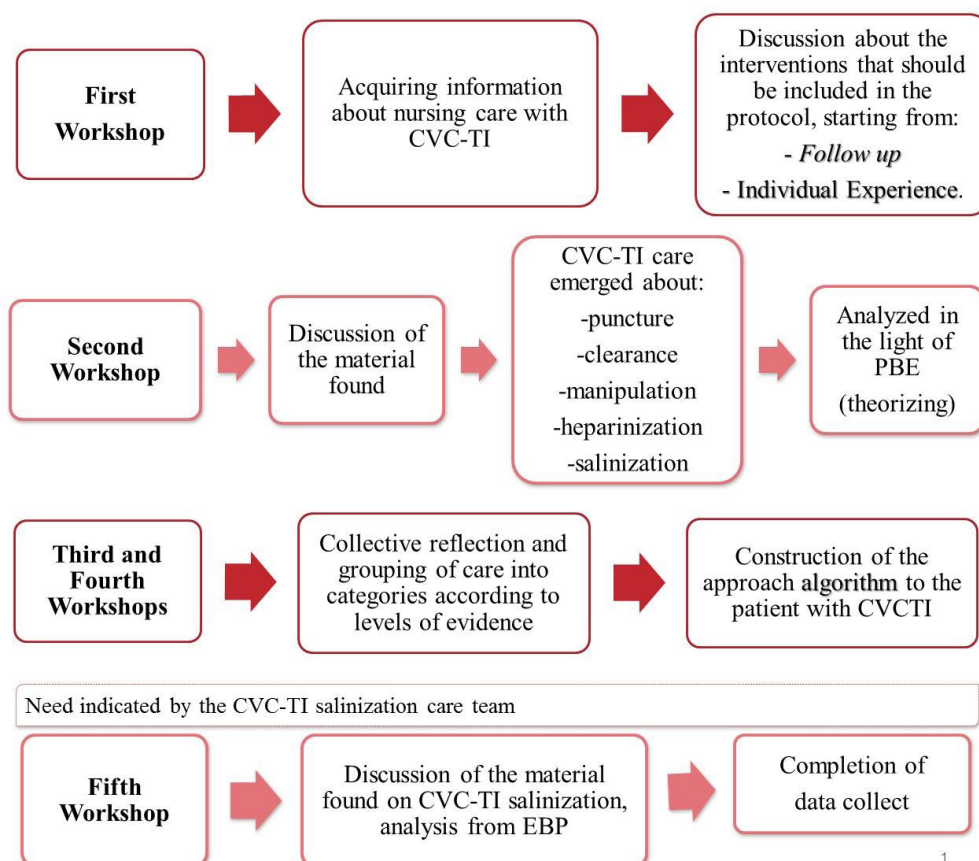 First
Workshop
Acquiring information
about nursing care with
CVC-TI
Discussion about the
interventions that should
be included in the
protocol, starting from:
- Follow up
- Individual Experience.
Second
Workshop
Discussion of
the material
found
CVC-TI care
emerged about:
-puncture
-clearance
-manipulation
-heparinization
-salinization
Analyzed in
the light of
PBE
(theorizing)
Third and
Fourth
Workshops
Collective reflection and
grouping of care into
categories according to
levels of evidence
Construction of the
approach algorithm to the
patient with CVCTI
Need indicated by the CVC-TI salinization care team
Fifth
Workshop
Discussion of the material
found on CVC-TI salinization,
analysis from EBP
Completion of
data collect
1